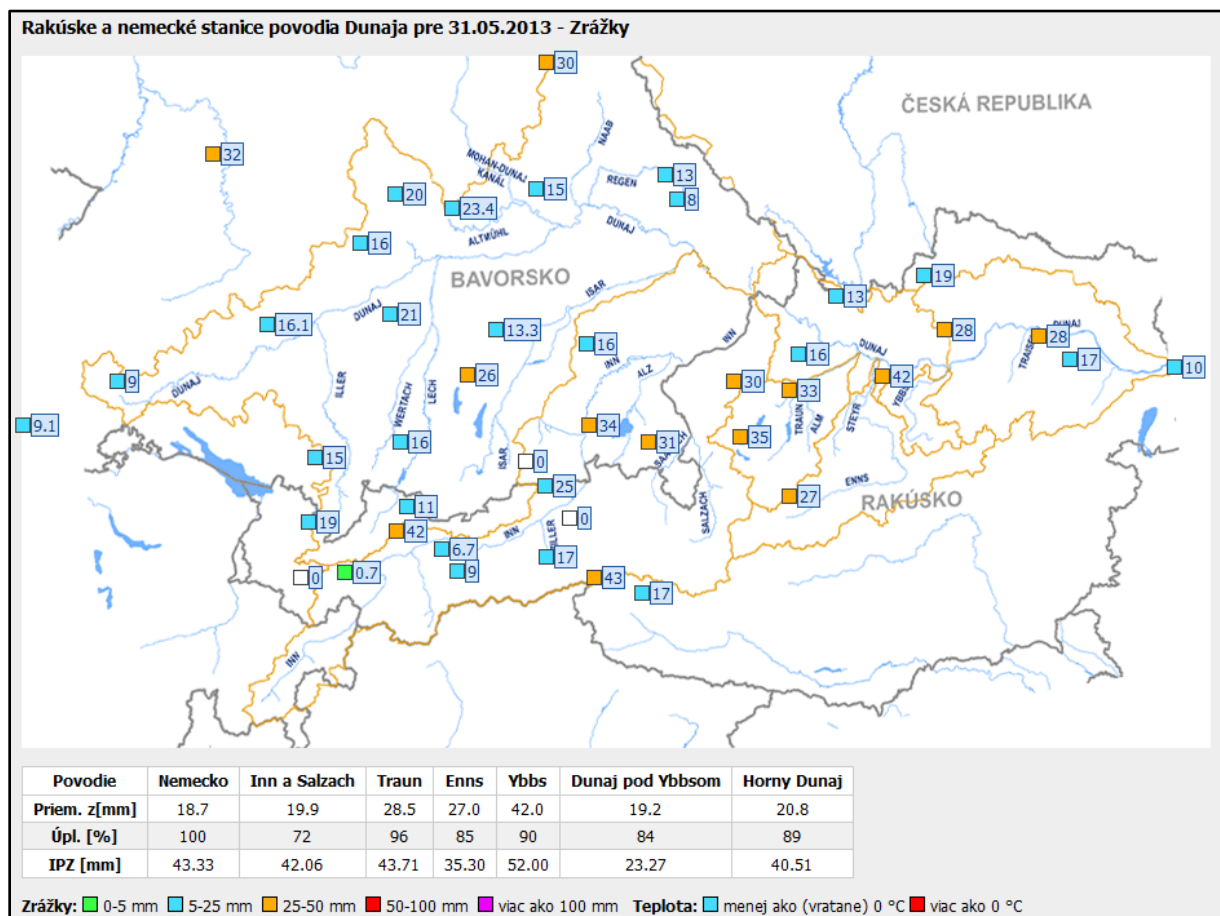 Rakúske a nemecké stanice povodia Dunaja pre 31.05.2013 - Zrážky
30
ČESKÁ REPUBLIKA
32
NAAB
MOHAN-DUNAJ
KANÁL
REGEN
13
20
15
8
23.4
DUNAJ
ALTMÜHL
16
BAVORSKO
19
ISAR
13
DUNAJ
21
16.1
13.3
28
DUNAJ
28
INN
16
DUNAJ
16
TRAISEN
17
INN
ALZ
10
26
30
42
9
DUNAJ
ILLER
WERTACH
LECH
33
YBBS
TRAUN
ALM
STEYR
9.1
34
16
31
35
15
ISAR
0
25
ENNS
27
RAKÚSKO
11
SALZACH
19
0
42
INN
6.7
17
0
0.7
9
43
17
INN
Povodie Nemecko Inn a Salzach Traun Enns Ybbs Dunaj pod Ybbsom Horny Dunaj
Priem. z[mm] 18.7 19.9 28.5 27.0 42.0 19.2 20.8
Úpl. [%] 100 72 96 85 90 84 89
IPZ [mm] 43.33 42.06 43.71 35.30 52.00 23.27 40.51
Zrážky: 0-5 mm 5-25 mm 25-50 mm 50-100 mm viac ako 100 mm Teplota: menej ako (vratane) 0 °C viac ako 0 °C